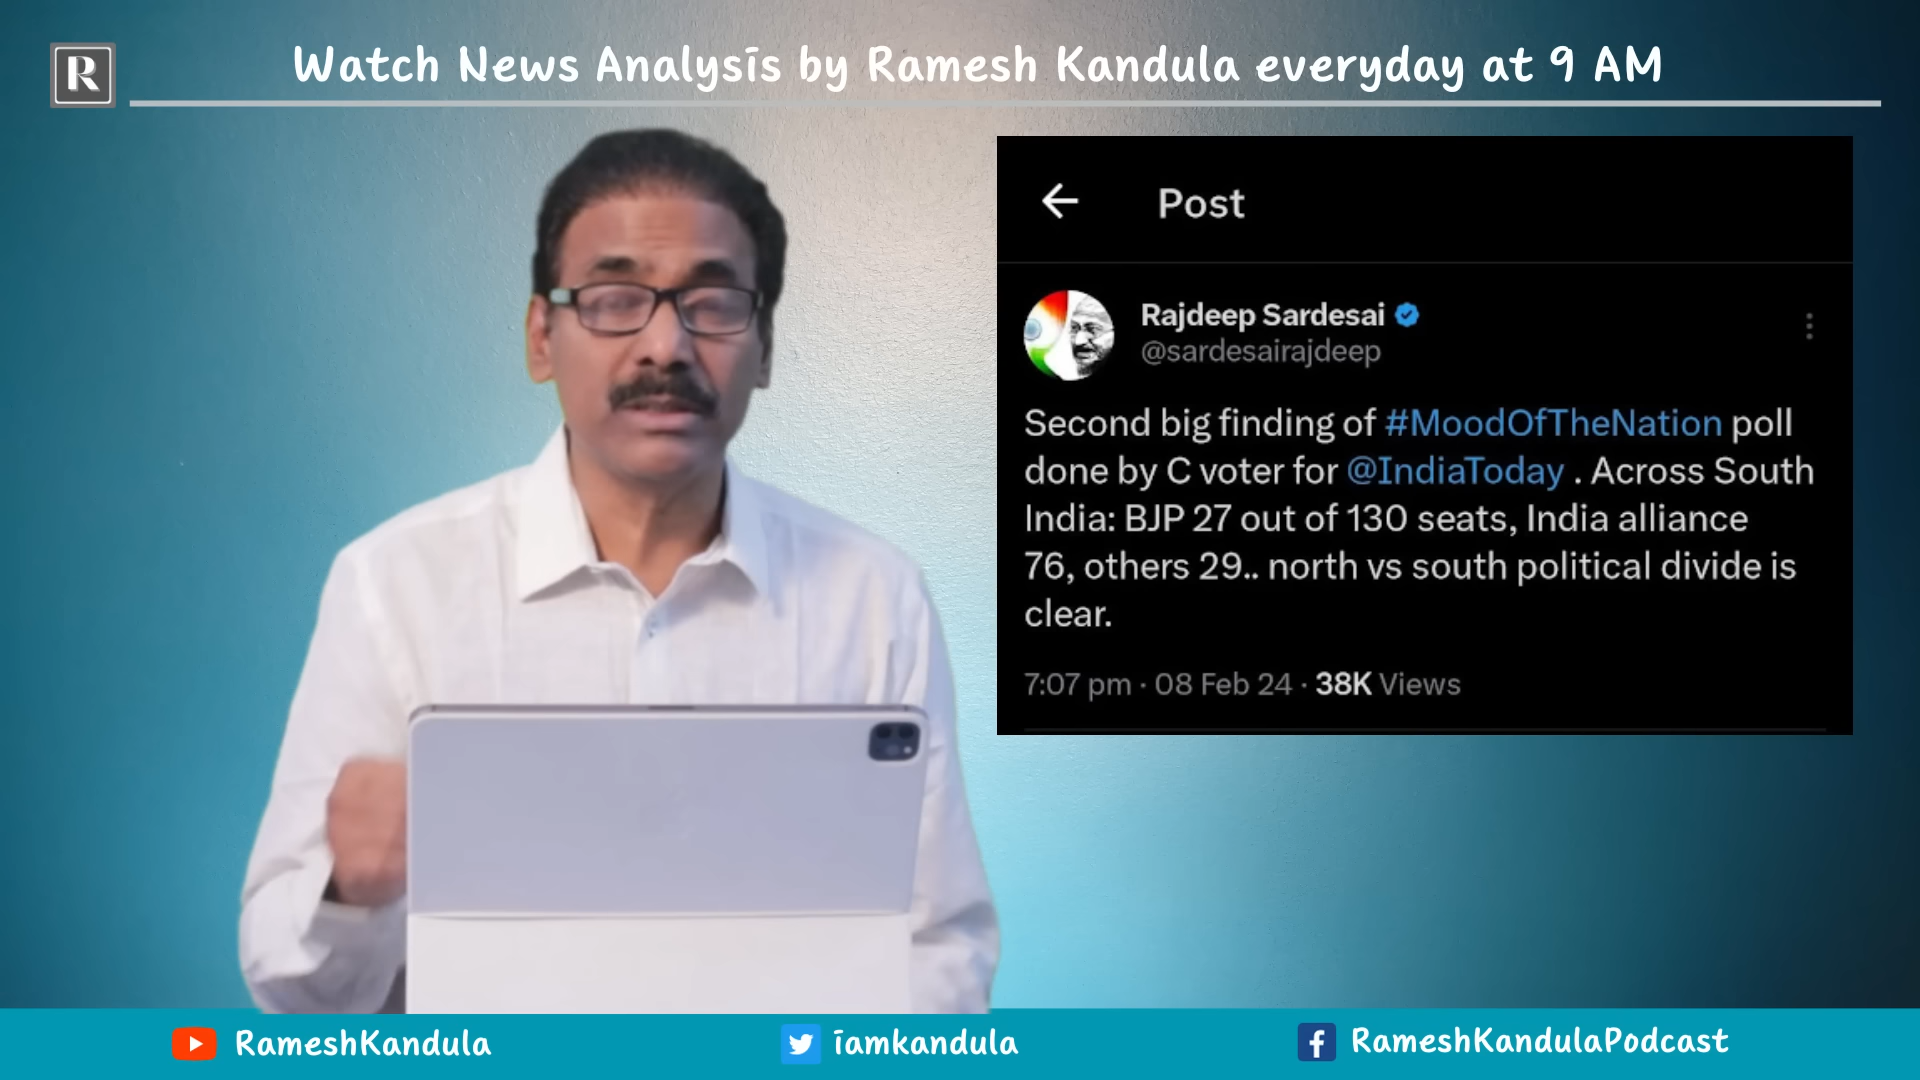 R
Watch News Analysis by Ramesh Kandula everyday at 9 AM
Post
Rajdeep Sardesai
@sardesairajdeep
Second big finding of #MoodOfTheNation poll
done by C voter for @IndiaToday . Across South
India: BJP 27 out of 130 seats, India alliance
76, others 29.. north vs south political divide is
clear.
7:07 pm · 08 Feb 24 · 38K Views
RameshKandula
iamkandula
RameshKandulaPodcast